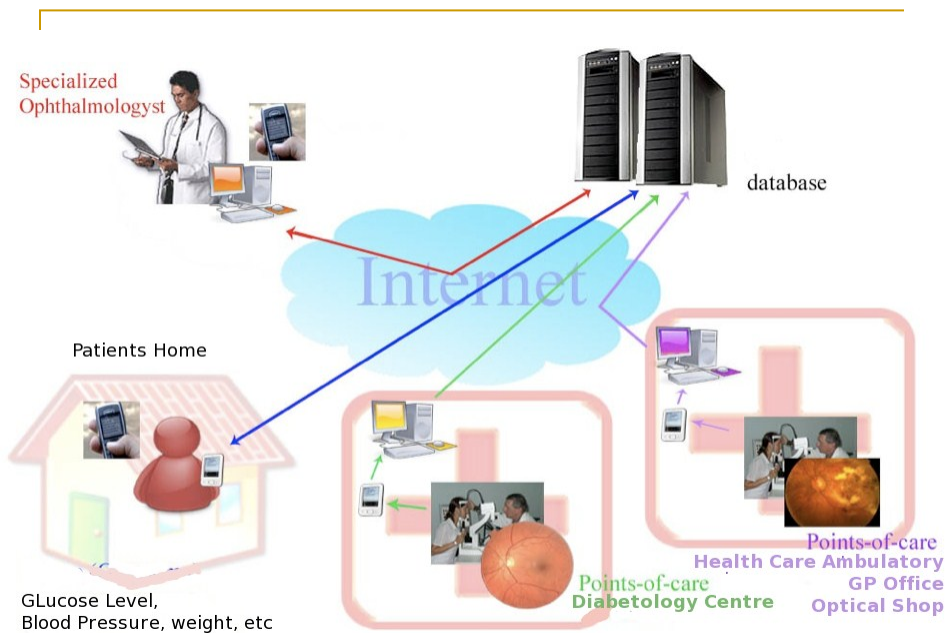 Specialized
Ophthalmologyst
database
Internet
Patients Home
GLucose Level,
Blood Pressure, weight, etc
Points-of-care
Diabetology Centre
Points-of-care
Health Care Ambulatory
GP Office
Optical Shop